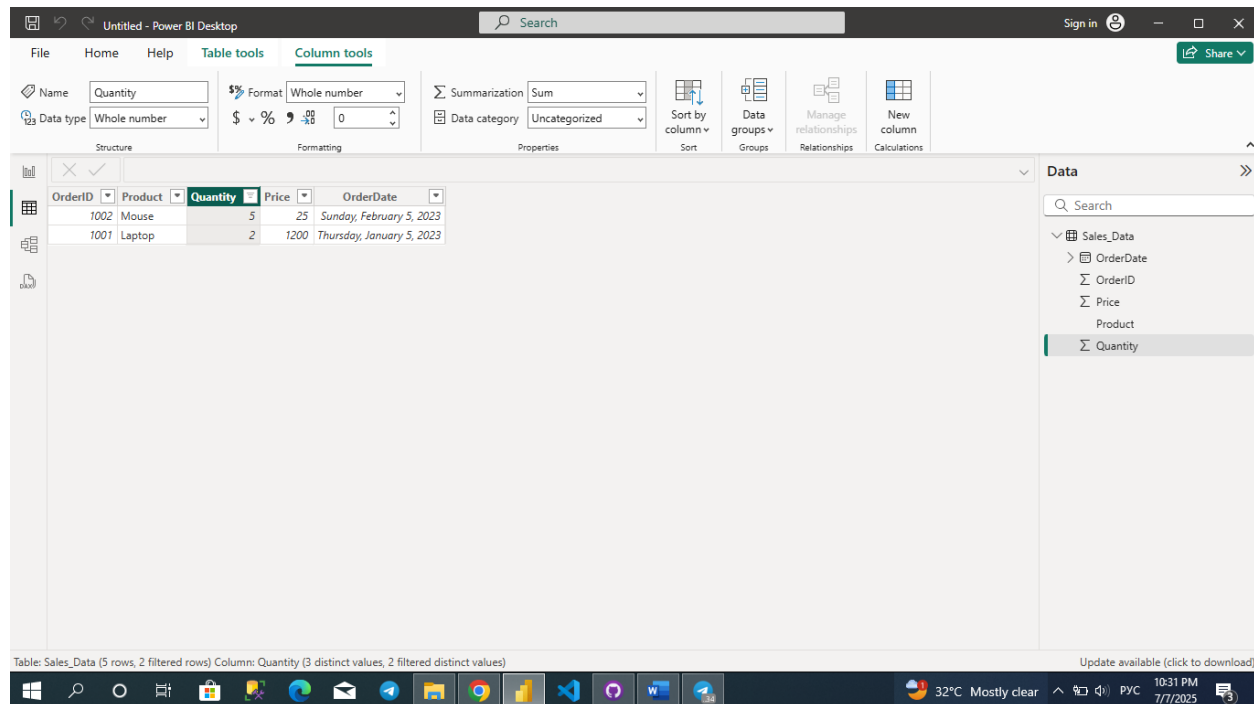 Untitled - Power BI Desktop
Search
Sign in
File Home Help Table tools Column tools
Share
Name Quantity
$% Format Whole number
Σ Summarization Sum
Data type Whole number
$ % 0
Data category Uncategorized
Sort by column
Data groups
Manage relationships
New column
Structure Formatting Properties Sort Groups Relationships Calculations
Data
OrderID Product Quantity Price OrderDate
1002 Mouse 5 25 Sunday, February 5, 2023
1001 Laptop 2 1200 Thursday, January 5, 2023
Search
Sales_Data
OrderDate
Σ OrderID
Σ Price
Product
Σ Quantity
Table: Sales_Data (5 rows, 2 filtered rows) Column: Quantity (3 distinct values, 2 filtered distinct values)
Update available (click to download)
32°C Mostly clear
РУС
10:31 PM
7/7/2025
34
3